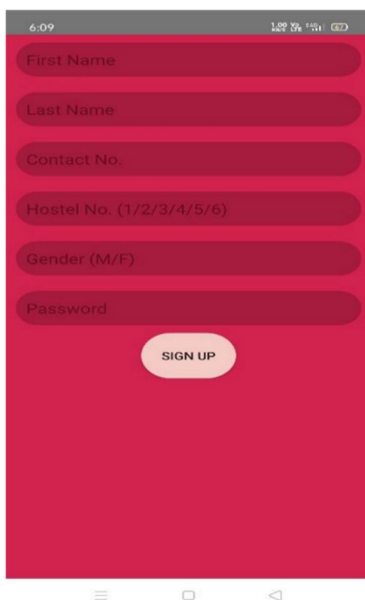 6:09
First Name
Last Name
Contact No.
Hostel No. (1/2/3/4/5/6)
Gender (M/F)
Password
SIGN UP